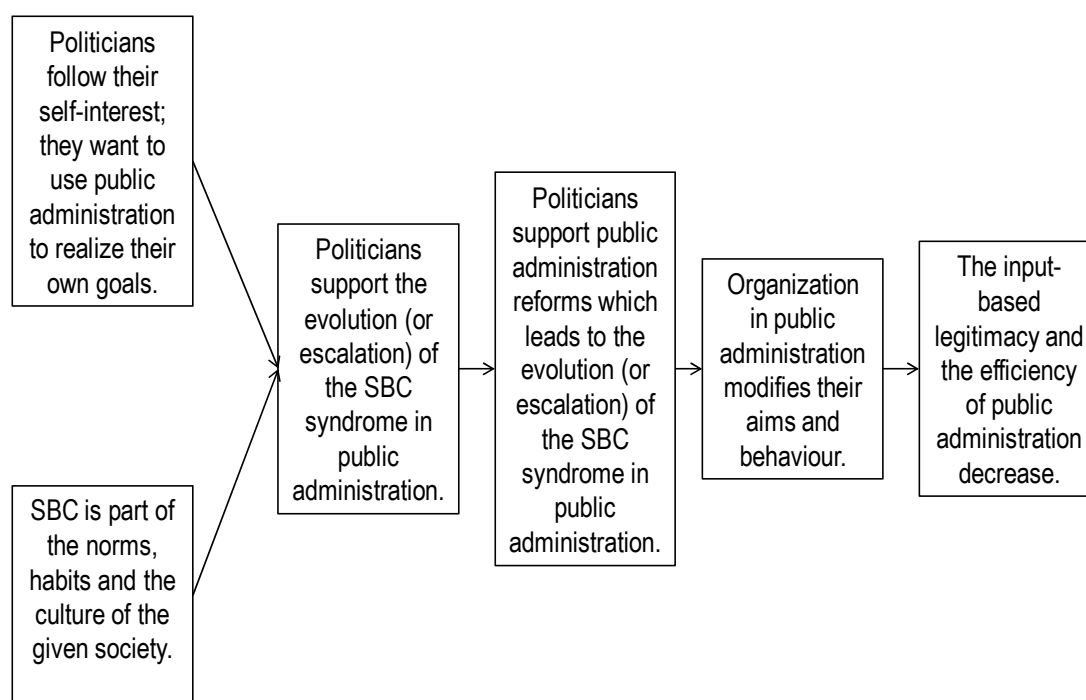 Politicians
follow their
self-interest;
they want to
use public
administration
to realize their
own goals.
SBC is part of
the norms,
habits and the
culture of the
given society.
Politicians
support the
evolution (or
escalation) of
the SBC
syndrome in
public
administration.
Politicians
support public
administration
reforms which
leads to the
evolution (or
escalation) of
the SBC
syndrome in
public
administration.
Organization
in public
administration
modifies their
aims and
behaviour.
The input-
based
legitimacy and
the efficiency
of public
administration
decrease.